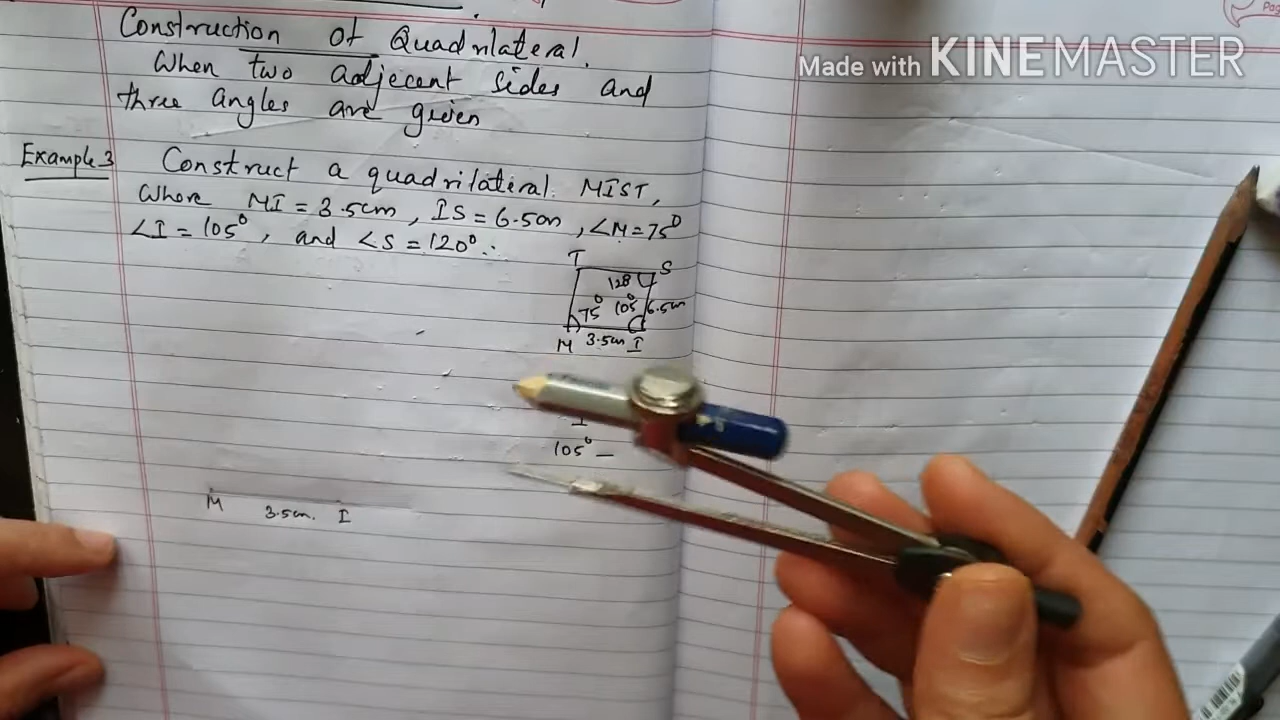 Construction of Quadrilateral.
When two adjecent sides and
three angles are given
Example 3 Construct a quadrilateral. MIST,
Where MI = 3.5cm, IS = 6.5cm, ∠M = 75°
∠I = 105°, and ∠S = 120°.
T S
120
75° 105° 6.5cm
M 3.5cm I
I
105° –
M 3.5cm. I
Made with KINEMASTER